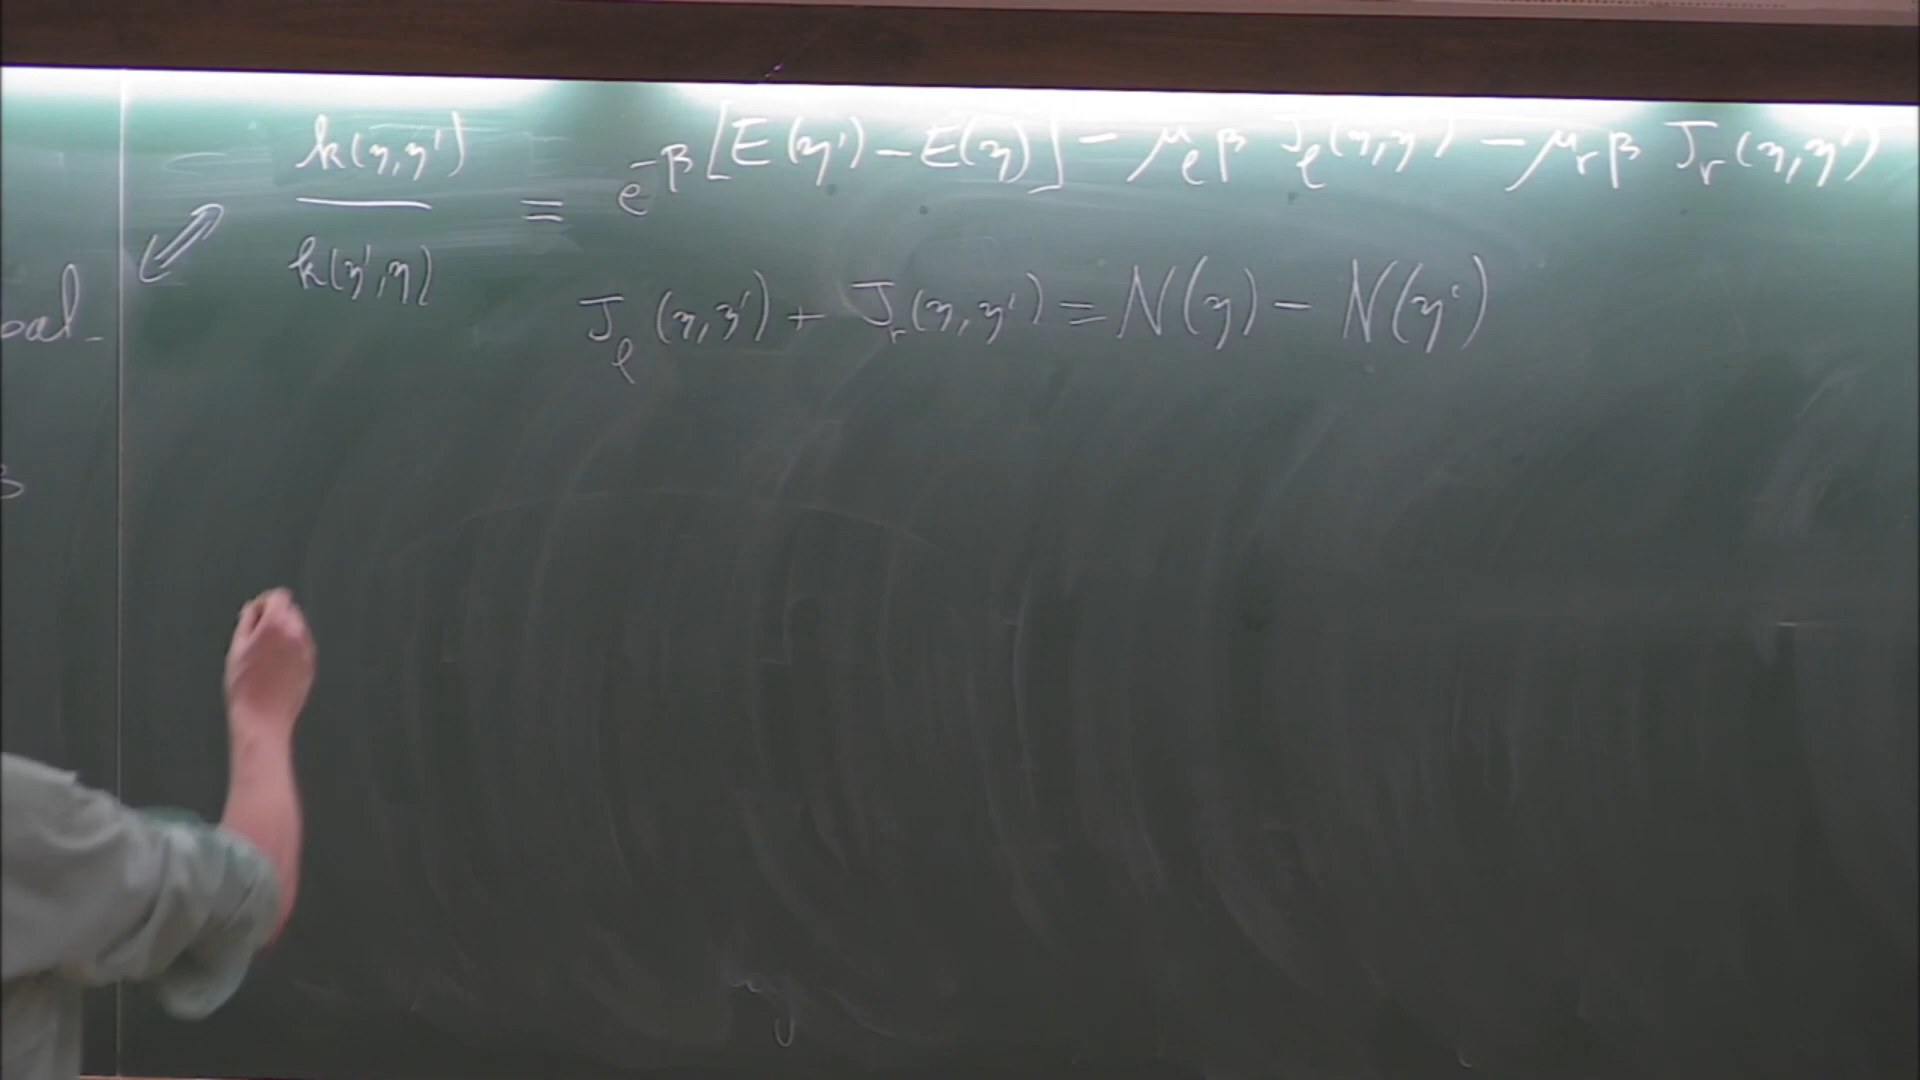 k(η,η') / k(η',η) = e^{-β[E(η') - E(η)] - μ_ℓ β J_ℓ(η,η') - μ_r β J_r(η,η')}
J_ℓ(η,η') + J_r(η,η') = N(η) - N(η')